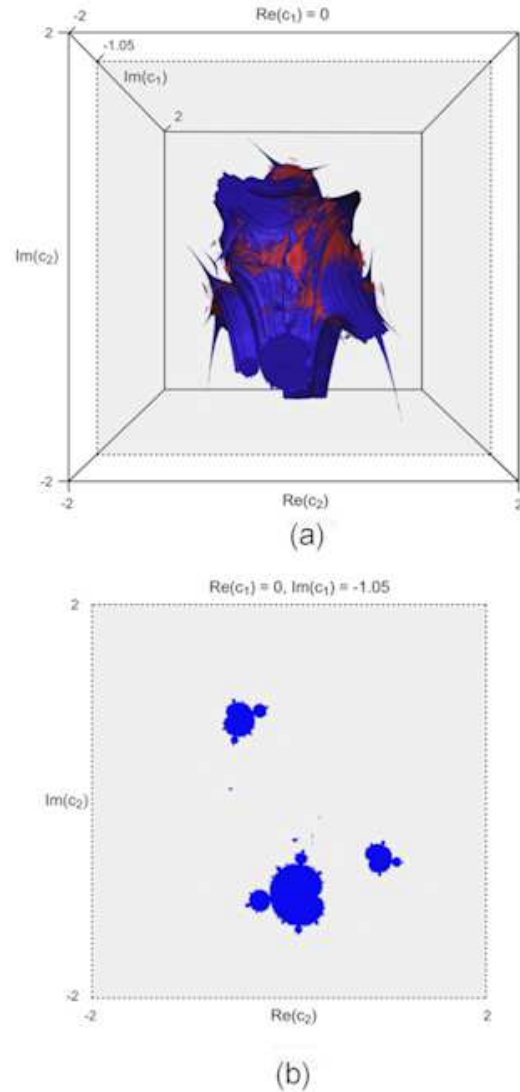 Re(c₁) = 0
2
-2
-1.05
Im(c₁)
2
Im(c₂)
-2
-2
Re(c₂)
2
(a)
Re(c₁) = 0, Im(c₁) = -1.05
2
Im(c₂)
-2
-2
Re(c₂)
2
(b)